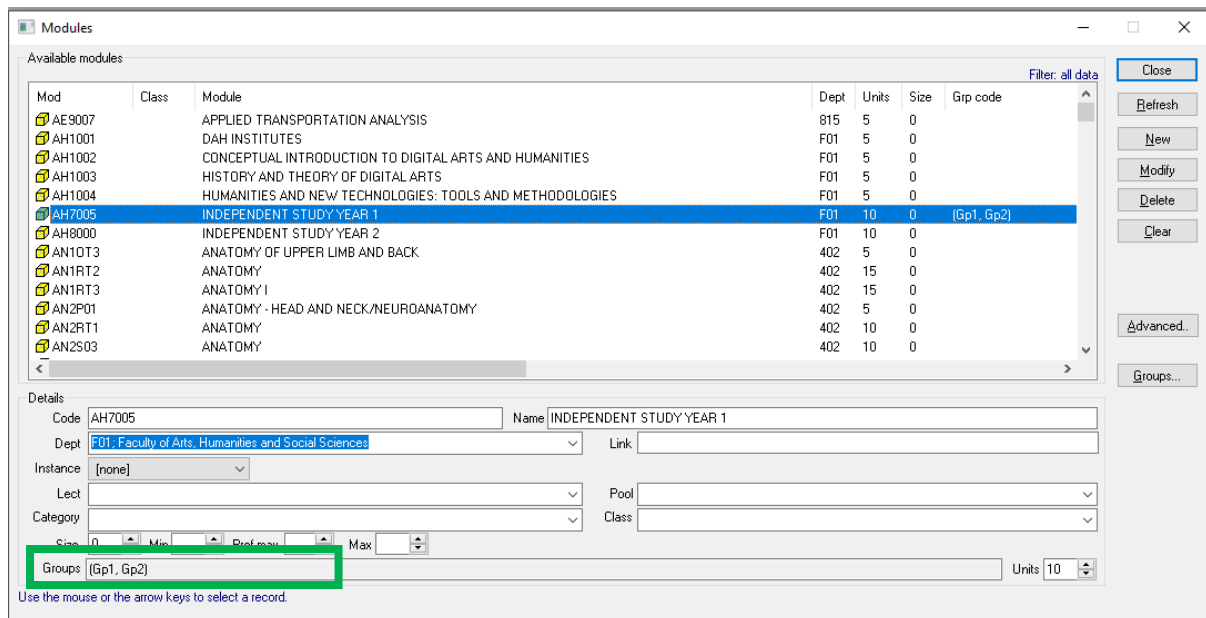 Modules
Available modules
Filter: all data
Mod Class Module Dept Units Size Grp code
AE9007 APPLIED TRANSPORTATION ANALYSIS 815 5 0
AH1001 DAH INSTITUTES F01 5 0
AH1002 CONCEPTUAL INTRODUCTION TO DIGITAL ARTS AND HUMANITIES F01 5 0
AH1003 HISTORY AND THEORY OF DIGITAL ARTS F01 5 0
AH1004 HUMANITIES AND NEW TECHNOLOGIES: TOOLS AND METHODOLOGIES F01 5 0
AH7005 INDEPENDENT STUDY YEAR 1 F01 10 0 (Gp1, Gp2)
AH8000 INDEPENDENT STUDY YEAR 2 F01 10 0
AN1OT3 ANATOMY OF UPPER LIMB AND BACK 402 5 0
AN1RT2 ANATOMY 402 15 0
AN1RT3 ANATOMY I 402 15 0
AN2P01 ANATOMY - HEAD AND NECK/NEUROANATOMY 402 5 0
AN2RT1 ANATOMY 402 10 0
AN2S03 ANATOMY 402 10 0
Close
Refresh
New
Modify
Delete
Clear
Advanced..
Groups...
Details
Code AH7005 Name INDEPENDENT STUDY YEAR 1
Dept F01; Faculty of Arts, Humanities and Social Sciences Link
Instance [none]
Lect Pool
Category Class
Size 0 Min Pref max Max
Groups (Gp1, Gp2) Units 10
Use the mouse or the arrow keys to select a record.